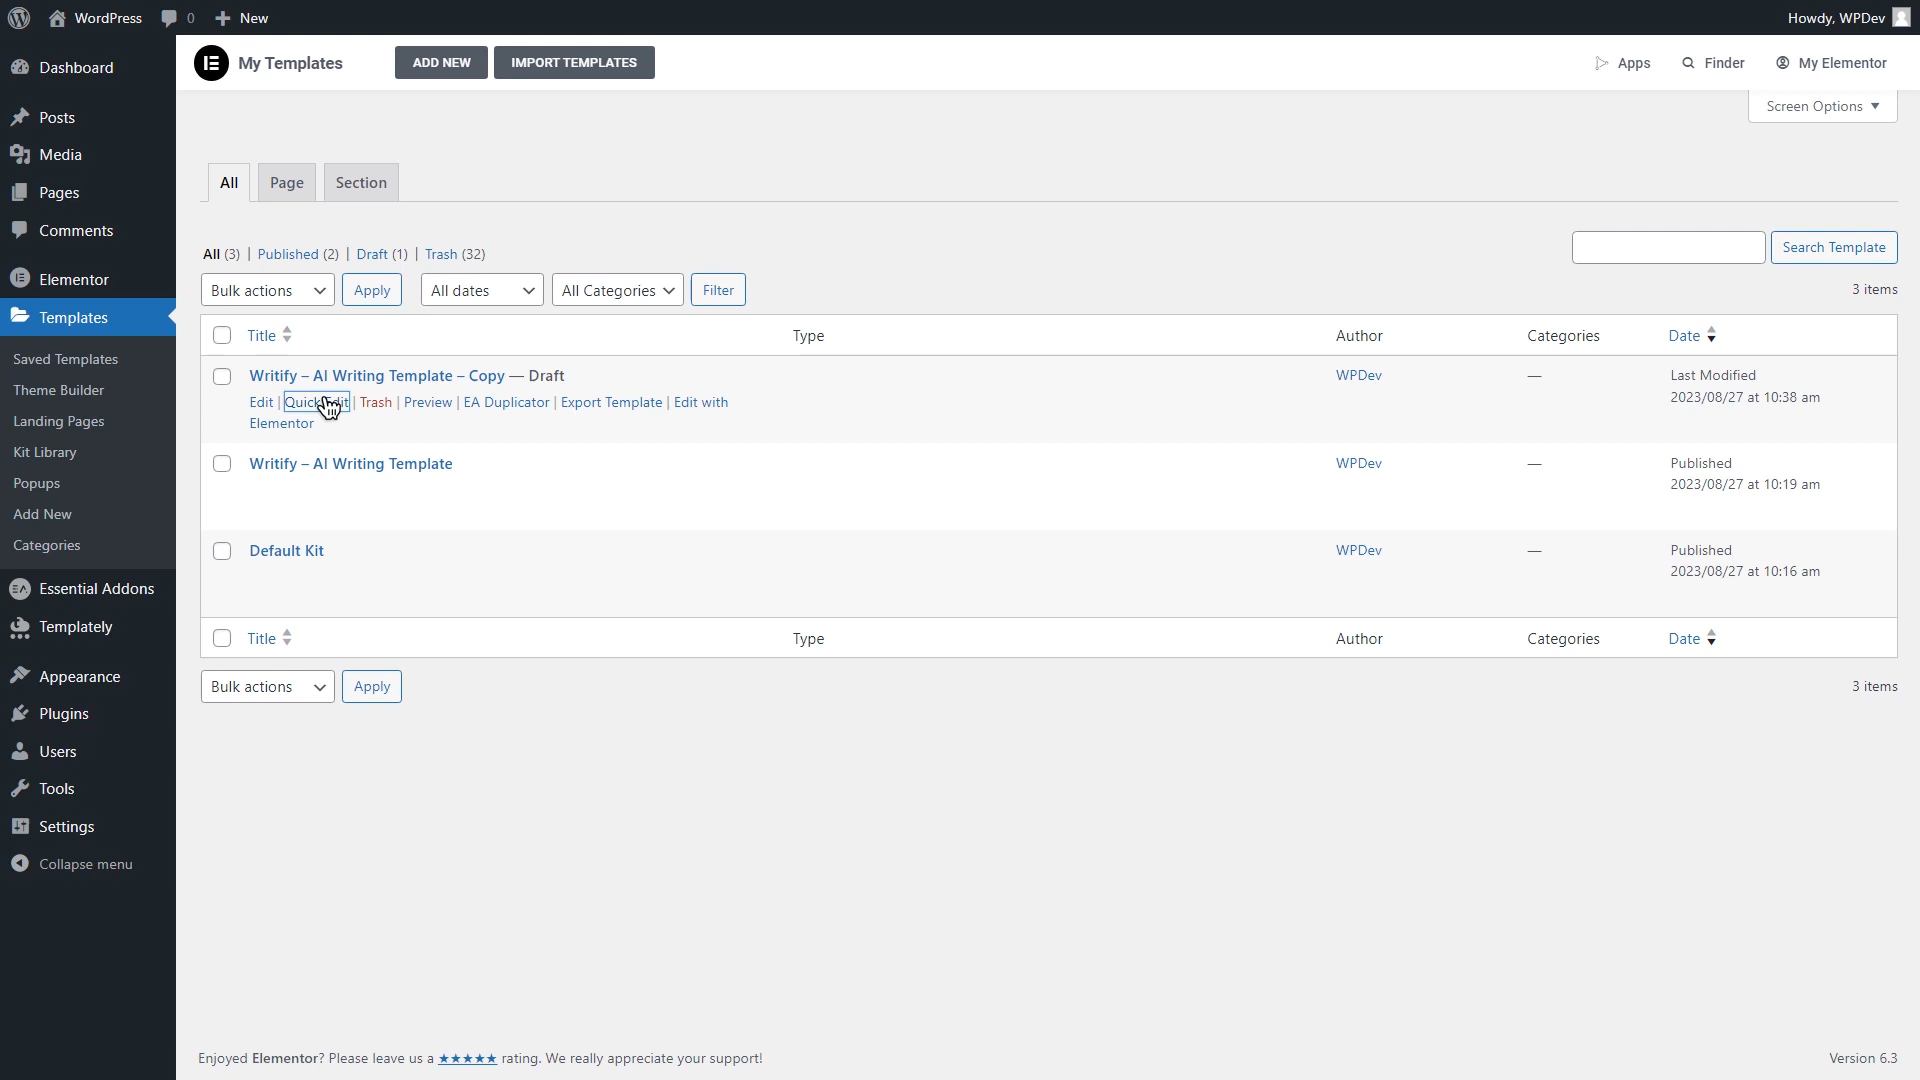 WordPress 0 New Howdy, WPDev
My Templates ADD NEW IMPORT TEMPLATES Apps Finder My Elementor
Screen Options
Dashboard
Posts
Media
Pages
Comments
Elementor
Templates
Saved Templates
Theme Builder
Landing Pages
Kit Library
Popups
Add New
Categories
Essential Addons
Templately
Appearance
Plugins
Users
Tools
Settings
Collapse menu
All Page Section
All (3) | Published (2) | Draft (1) | Trash (32)
Search Template
Bulk actions Apply All dates All Categories Filter 3 items
Title Type Author Categories Date
Writify – AI Writing Template – Copy — Draft WPDev — Last Modified
2023/08/27 at 10:38 am
Edit | Quick Edit | Trash | Preview | EA Duplicator | Export Template | Edit with
Elementor
Writify – AI Writing Template WPDev — Published
2023/08/27 at 10:19 am
Default Kit WPDev — Published
2023/08/27 at 10:16 am
Title Type Author Categories Date
Bulk actions Apply 3 items
Enjoyed Elementor? Please leave us a ★★★★★ rating. We really appreciate your support! Version 6.3